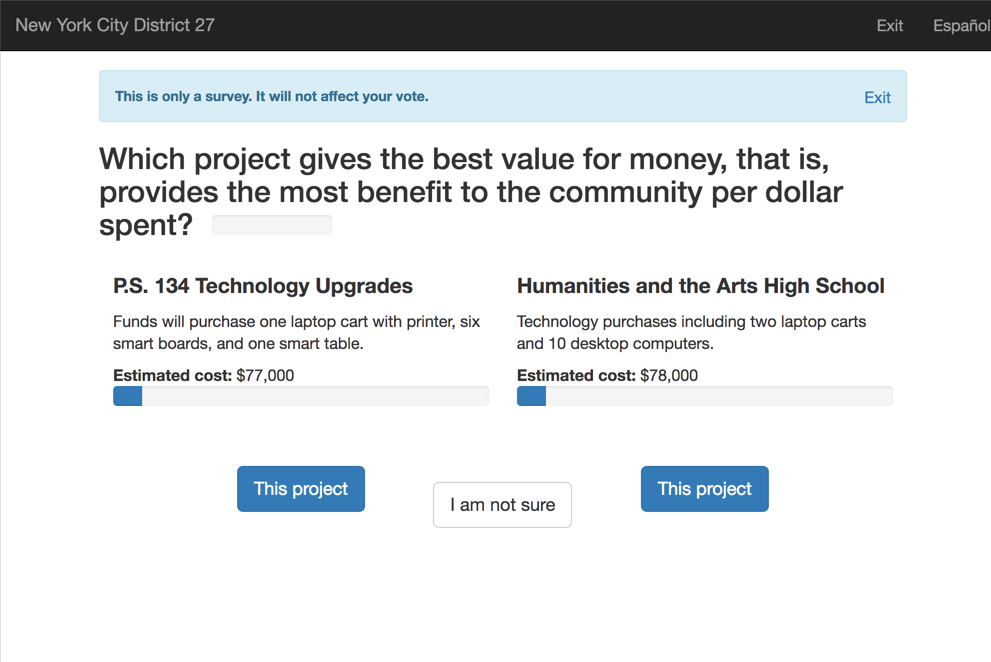 New York City District 27
Exit
Español
This is only a survey. It will not affect your vote.
Exit
Which project gives the best value for money, that is,
provides the most benefit to the community per dollar
spent?
P.S. 134 Technology Upgrades
Funds will purchase one laptop cart with printer, six
smart boards, and one smart table.
Estimated cost: $77,000
Humanities and the Arts High School
Technology purchases including two laptop carts
and 10 desktop computers.
Estimated cost: $78,000
This project
I am not sure
This project